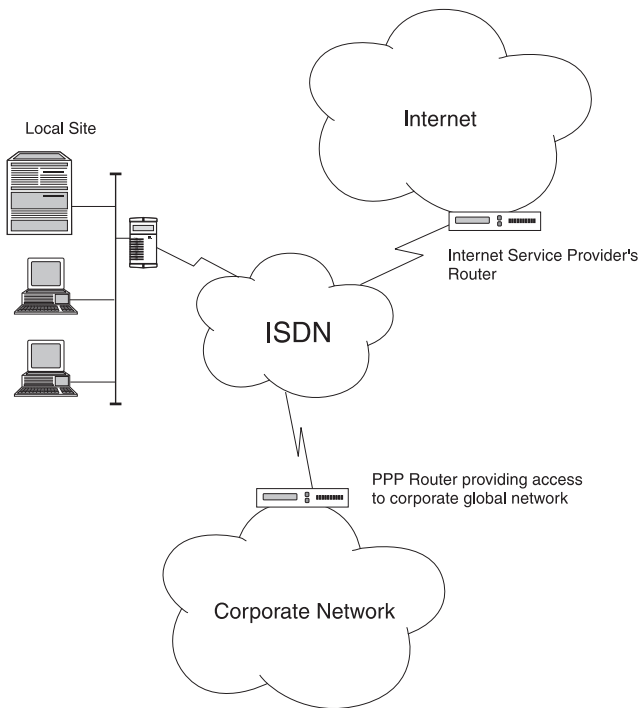 Internet
Local Site
Internet Service Provider's
Router
ISDN
PPP Router providing access
to corporate global network
Corporate Network